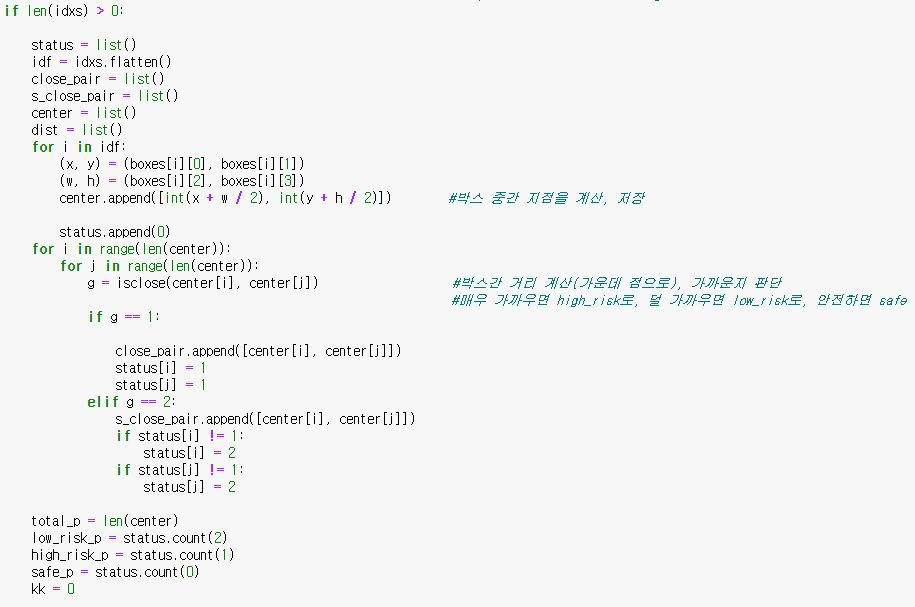 if len(idxs) > 0:
status = list()
idf = idxs.flatten()
close_pair = list()
s_close_pair = list()
center = list()
dist = list()
for i in idf:
(x, y) = (boxes[i][0], boxes[i][1])
(w, h) = (boxes[i][2], boxes[i][3])
center.append([int(x + w / 2), int(y + h / 2)]) #박스 중간 지점을 계산, 저장
status.append(0)
for i in range(len(center)):
for j in range(len(center)):
g = isclose(center[i], center[j]) #박스간 거리 계산(가운데 점으로), 가까운지 판단
#매우 가까우면 high_risk로, 덜 가까우면 low_risk로, 안전하면 safe
if g == 1:
close_pair.append([center[i], center[j]])
status[i] = 1
status[j] = 1
elif g == 2:
s_close_pair.append([center[i], center[j]])
if status[i] != 1:
status[i] = 2
if status[j] != 1:
status[j] = 2
total_p = len(center)
low_risk_p = status.count(2)
high_risk_p = status.count(1)
safe_p = status.count(0)
kk = 0